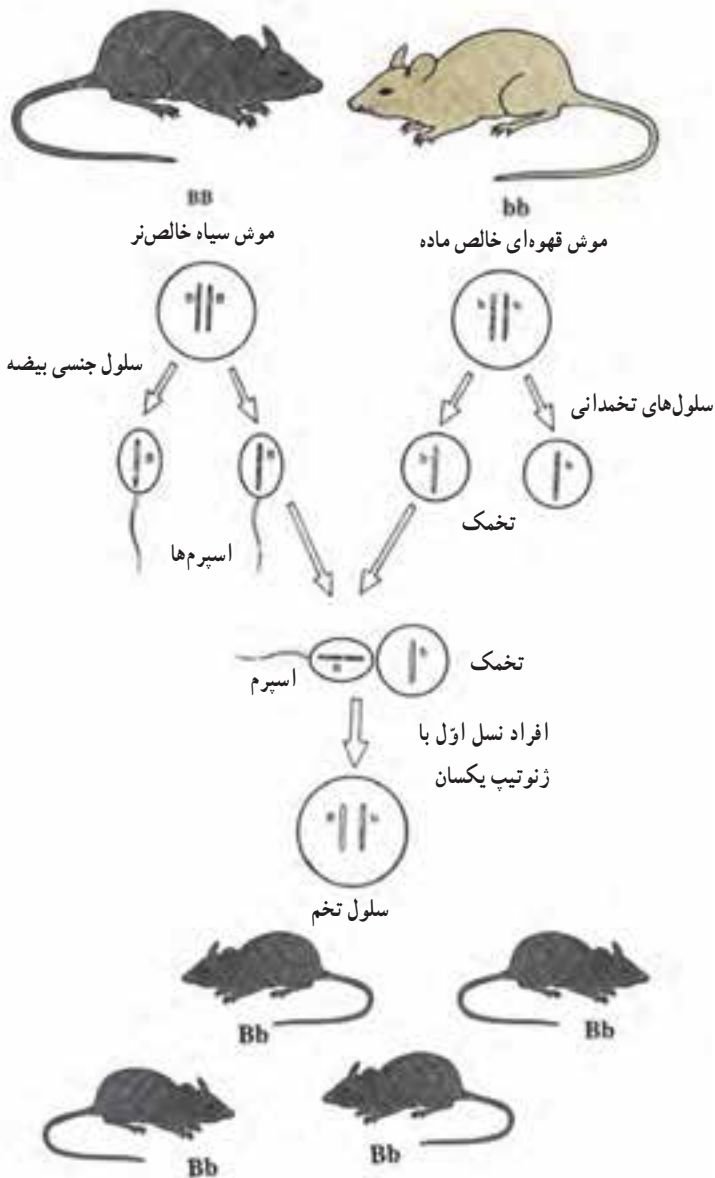 BB
bb
موش سیاه خالص‌نر
موش قهوه‌ای خالص ماده
B B
b b
سلول جنسی بیضه
سلول‌های تخمدانی
B
B
b
b
تخمک
اسپرم‌ها
تخمک
b
B
اسپرم
افراد نسل اوّل با
ژنوتیپ یکسان
B b
سلول تخم
Bb
Bb
Bb
Bb